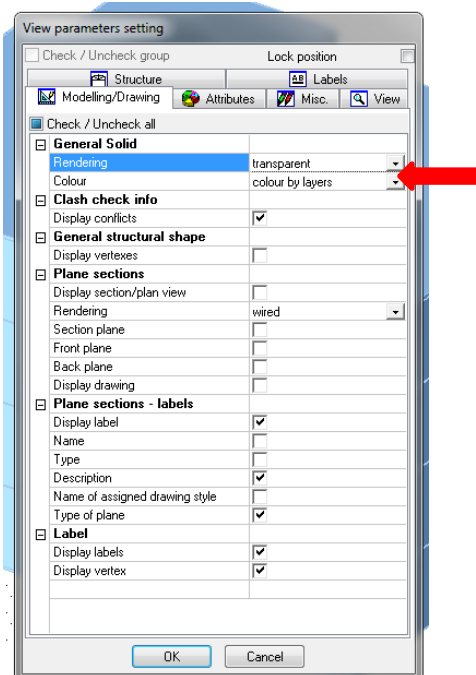 View parameters setting
Check / Uncheck group Lock position
Structure Labels
Modelling/Drawing Attributes Misc. View
Check / Uncheck all
General Solid
Rendering transparent
Colour colour by layers
Clash check info
Display conflicts
General structural shape
Display vertexes
Plane sections
Display section/plan view
Rendering wired
Section plane
Front plane
Back plane
Display drawing
Plane sections - labels
Display label
Name
Type
Description
Name of assigned drawing style
Type of plane
Label
Display labels
Display vertex
OK Cancel